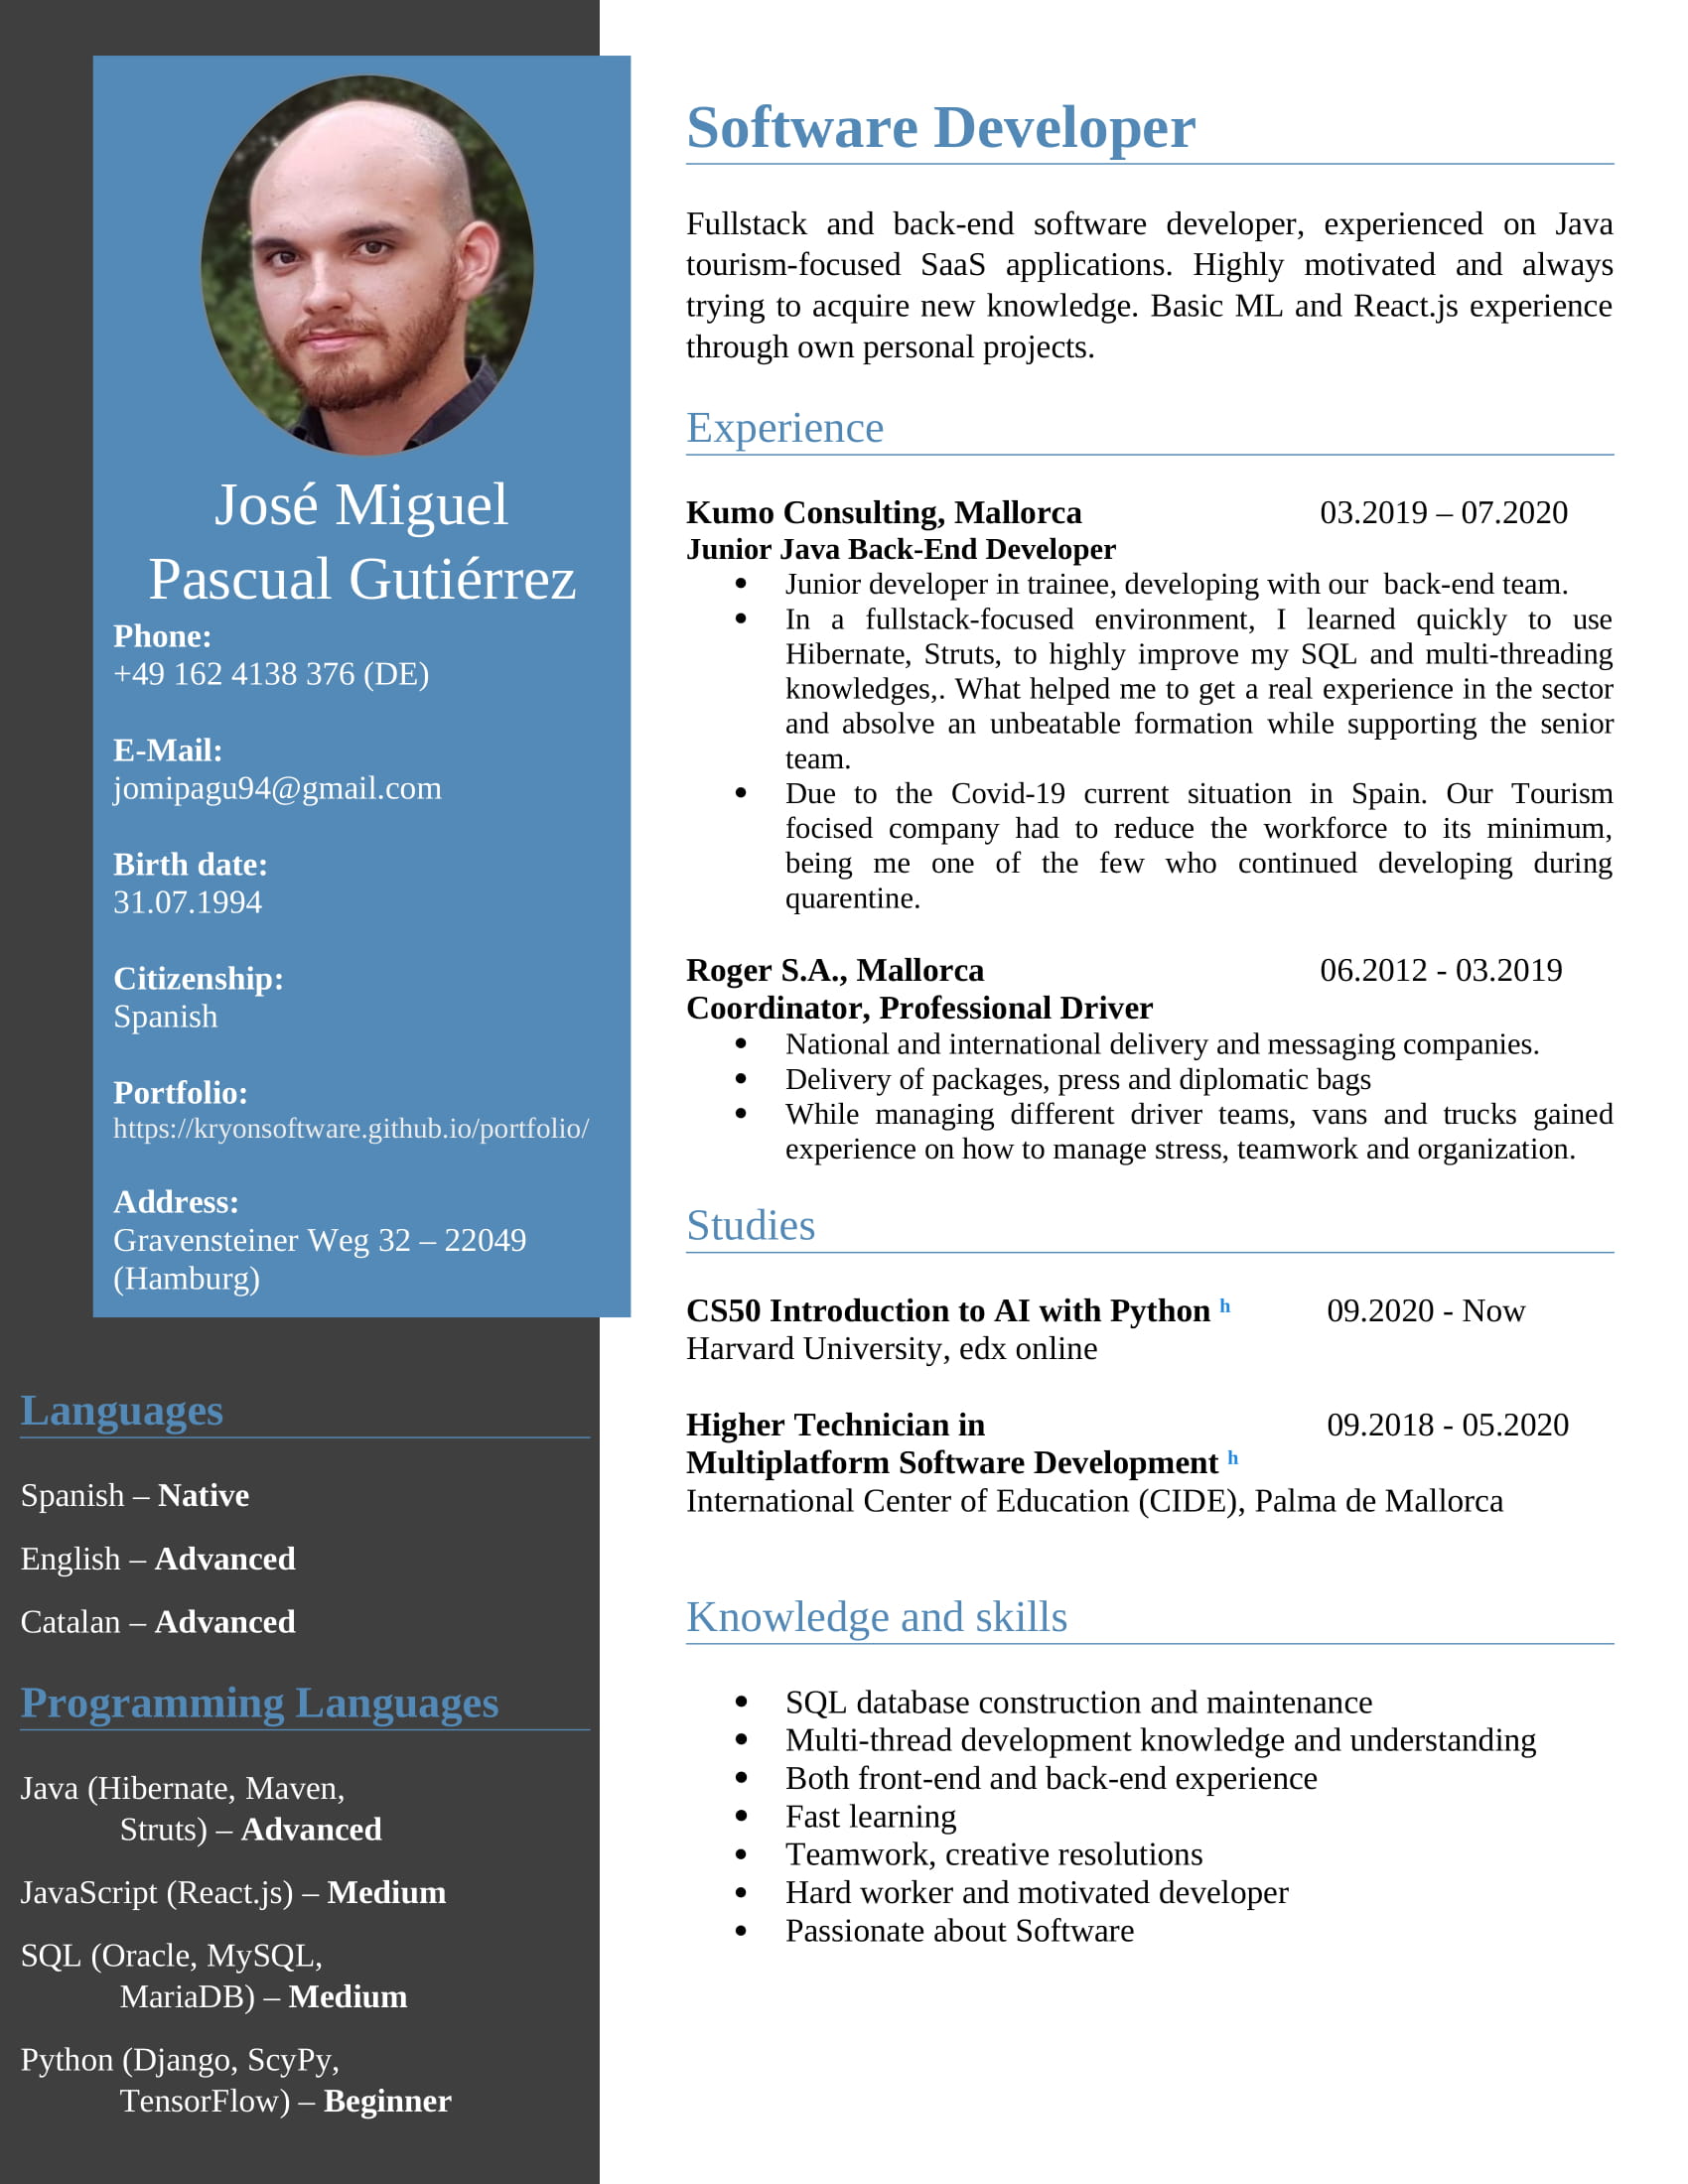 José Miguel
Pascual Gutiérrez
Phone:
+49 162 4138 376 (DE)
E-Mail:
jomipagu94@gmail.com
Birth date:
31.07.1994
Citizenship:
Spanish
Portfolio:
https://kryonsoftware.github.io/portfolio/
Address:
Gravensteiner Weg 32 – 22049
(Hamburg)
Languages
Spanish – Native
English – Advanced
Catalan – Advanced
Programming Languages
Java (Hibernate, Maven,
Struts) – Advanced
JavaScript (React.js) – Medium
SQL (Oracle, MySQL,
MariaDB) – Medium
Python (Django, ScyPy,
TensorFlow) – Beginner
Software Developer
Fullstack and back-end software developer, experienced on Java
tourism-focused SaaS applications. Highly motivated and always
trying to acquire new knowledge. Basic ML and React.js experience
through own personal projects.
Experience
Kumo Consulting, Mallorca 03.2019 – 07.2020
Junior Java Back-End Developer
• Junior developer in trainee, developing with our back-end team.
• In a fullstack-focused environment, I learned quickly to use
Hibernate, Struts, to highly improve my SQL and multi-threading
knowledges,. What helped me to get a real experience in the sector
and absolve an unbeatable formation while supporting the senior
team.
• Due to the Covid-19 current situation in Spain. Our Tourism
focised company had to reduce the workforce to its minimum,
being me one of the few who continued developing during
quarentine.
Roger S.A., Mallorca 06.2012 - 03.2019
Coordinator, Professional Driver
• National and international delivery and messaging companies.
• Delivery of packages, press and diplomatic bags
• While managing different driver teams, vans and trucks gained
experience on how to manage stress, teamwork and organization.
Studies
CS50 Introduction to AI with Python h 09.2020 - Now
Harvard University, edx online
Higher Technician in 09.2018 - 05.2020
Multiplatform Software Development h
International Center of Education (CIDE), Palma de Mallorca
Knowledge and skills
• SQL database construction and maintenance
• Multi-thread development knowledge and understanding
• Both front-end and back-end experience
• Fast learning
• Teamwork, creative resolutions
• Hard worker and motivated developer
• Passionate about Software